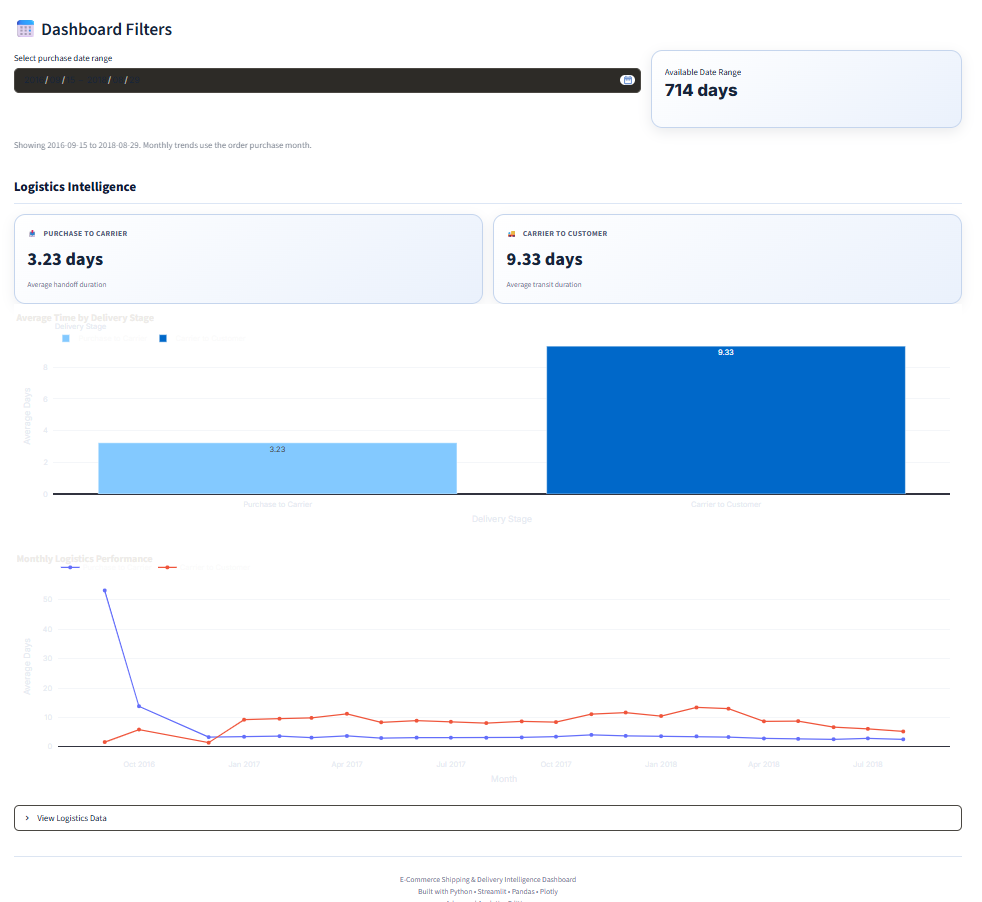 Dashboard Filters
Select purchase date range
/ / / /
Available Date Range
714 days
Showing 2016-09-15 to 2018-08-29. Monthly trends use the order purchase month.
Logistics Intelligence
PURCHASE TO CARRIER
3.23 days
Average handoff duration
CARRIER TO CUSTOMER
9.33 days
Average transit duration
Average Time by Delivery Stage
Delivery Stage
9.33
8
6
Average Days
4
3.23
2
0
Purchase to Carrier
Carrier to Customer
Delivery Stage
Monthly Logistics Performance
50
40
Average Days
30
20
10
0
Oct 2016
Jan 2017
Apr 2017
Jul 2017
Oct 2017
Jan 2018
Apr 2018
Jul 2018
Month
View Logistics Data
E-Commerce Shipping & Delivery Intelligence Dashboard
Built with Python • Streamlit • Pandas • Plotly